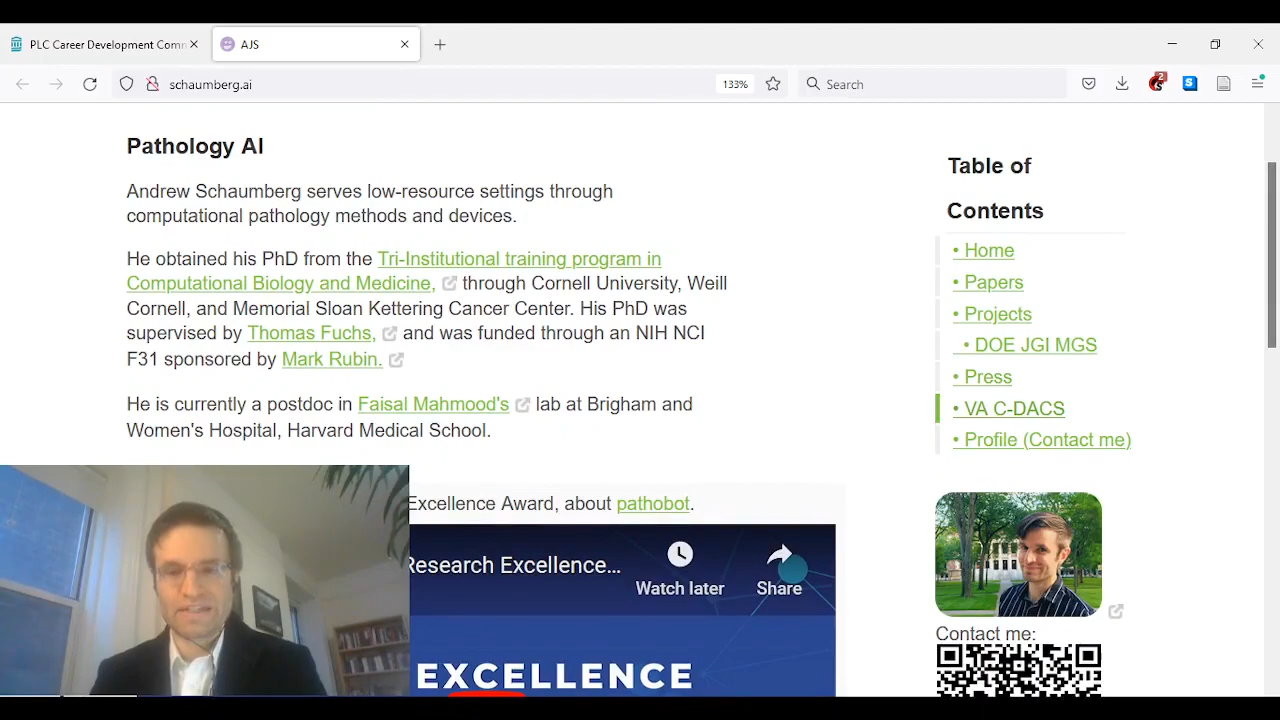 PLC Career Development Comm
AJS
schaumberg.ai
133%
Search
2
S
Pathology AI
Andrew Schaumberg serves low-resource settings through
computational pathology methods and devices.
He obtained his PhD from the Tri-Institutional training program in
Computational Biology and Medicine, through Cornell University, Weill
Cornell, and Memorial Sloan Kettering Cancer Center. His PhD was
supervised by Thomas Fuchs, and was funded through an NIH NCI
F31 sponsored by Mark Rubin.
He is currently a postdoc in Faisal Mahmood's lab at Brigham and
Women's Hospital, Harvard Medical School.
Excellence Award, about pathobot.
Research Excellence...
Watch later
Share
EXCELLENCE
Table of
Contents
• Home
• Papers
• Projects
• DOE JGI MGS
• Press
• VA C-DACS
• Profile (Contact me)
Contact me: